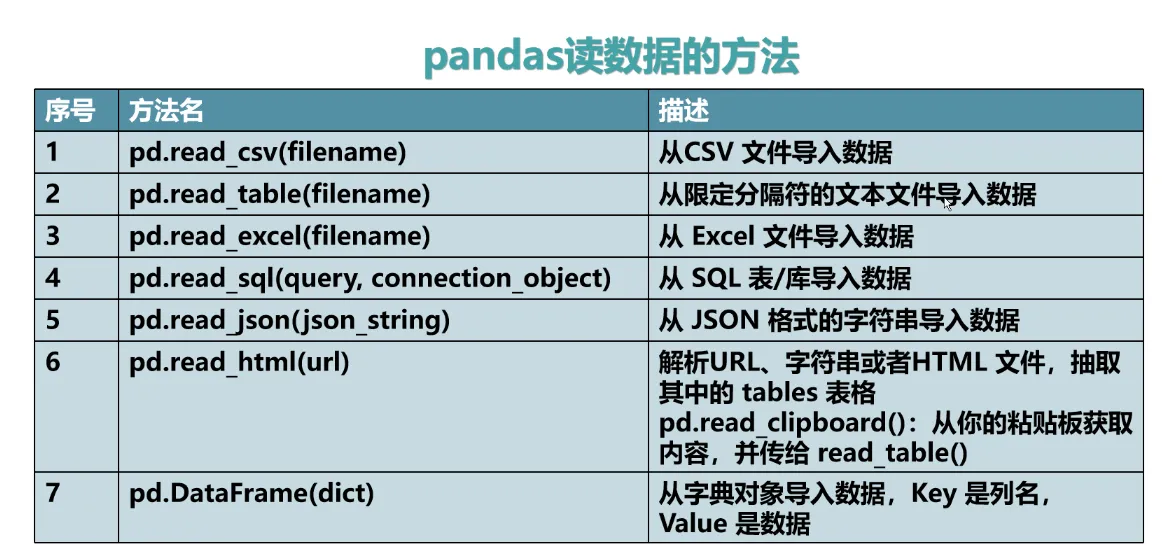 pandas读数据的方法
序号 方法名 描述
1 pd.read_csv(filename) 从CSV 文件导入数据
2 pd.read_table(filename) 从限定分隔符的文本文件导入数据
3 pd.read_excel(filename) 从 Excel 文件导入数据
4 pd.read_sql(query, connection_object) 从 SQL 表/库导入数据
5 pd.read_json(json_string) 从 JSON 格式的字符串导入数据
6 pd.read_html(url) 解析URL、字符串或者HTML 文件，抽取
其中的 tables 表格
pd.read_clipboard()：从你的粘贴板获取
内容，并传给 read_table()
7 pd.DataFrame(dict) 从字典对象导入数据，Key 是列名，
Value 是数据